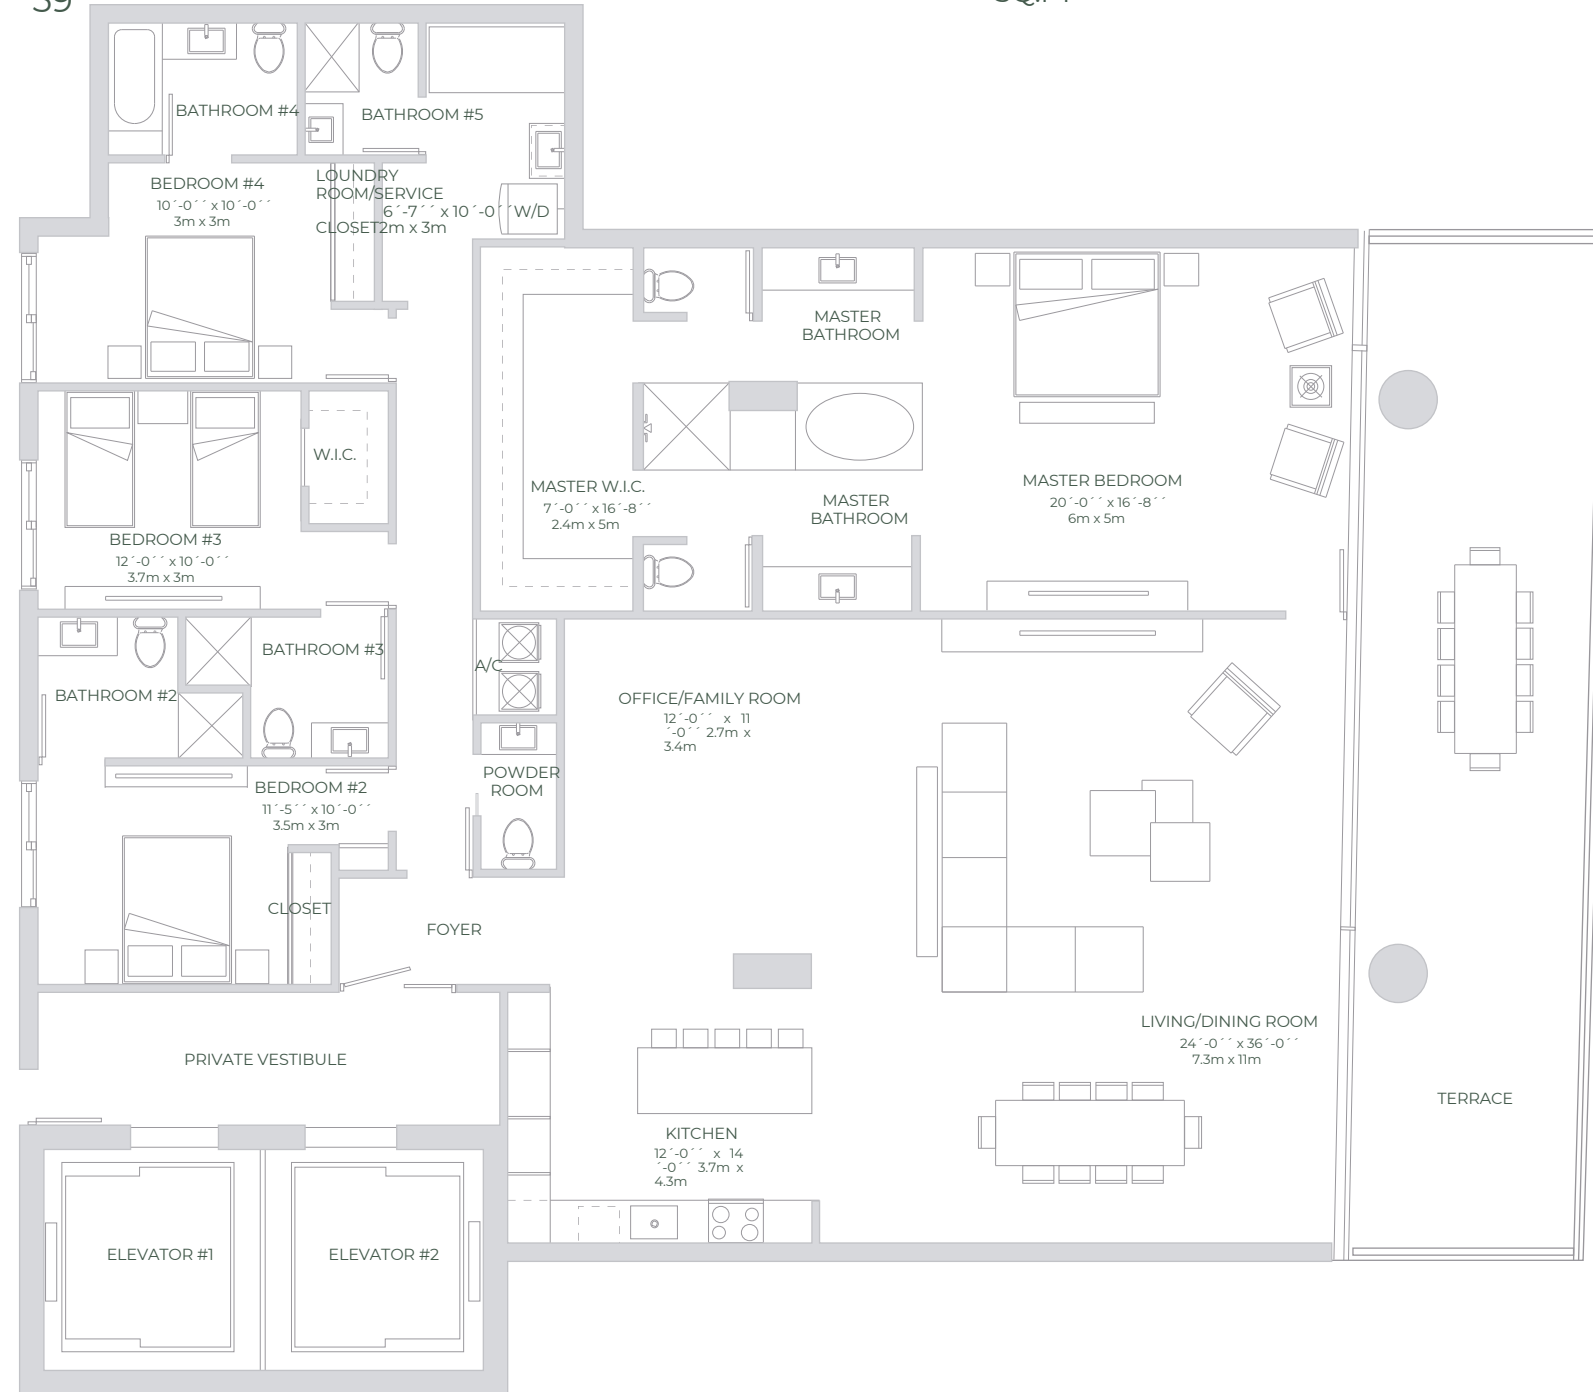 BATHROOM #4
BATHROOM #5
BEDROOM #4
10´-0´´ x 10´-0´´
3m x 3m
LOUNDRY
ROOM/SERVICE
6´-7´´ x 10´-0´´
W/D
CLOSET
2m x 3m
MASTER
BATHROOM
W.I.C.
MASTER W.I.C.
7´-0´´ x 16´-8´´
2.4m x 5m
MASTER
BATHROOM
MASTER BEDROOM
20´-0´´ x 16´-8´´
6m x 5m
BEDROOM #3
12´-0´´ x 10´-0´´
3.7m x 3m
BATHROOM #3
BATHROOM #2
A/C
OFFICE/FAMILY ROOM
12´-0´´ x 11
´-0´´ 2.7m x
3.4m
POWDER
ROOM
BEDROOM #2
11´-5´´ x 10´-0´´
3.5m x 3m
CLOSET
FOYER
LIVING/DINING ROOM
24´-0´´ x 36´-0´´
7.3m x 11m
PRIVATE VESTIBULE
TERRACE
KITCHEN
12´-0´´ x 14
´-0´´ 3.7m x
4.3m
ELEVATOR #1
ELEVATOR #2